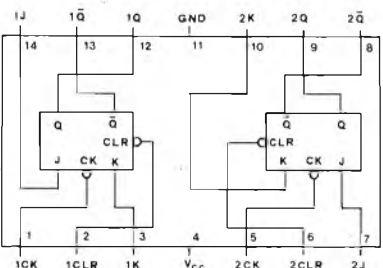 1J 1Q̅ 1Q GND 2K 2Q 2Q̅
14 13 12 11 10 9 8
Q Q̅ Q̅ Q
CLR CLR
J CK K K CK J
1 2 3 4 5 6 7
1CK 1CLR 1K VCC 2CK 2CLR 2J